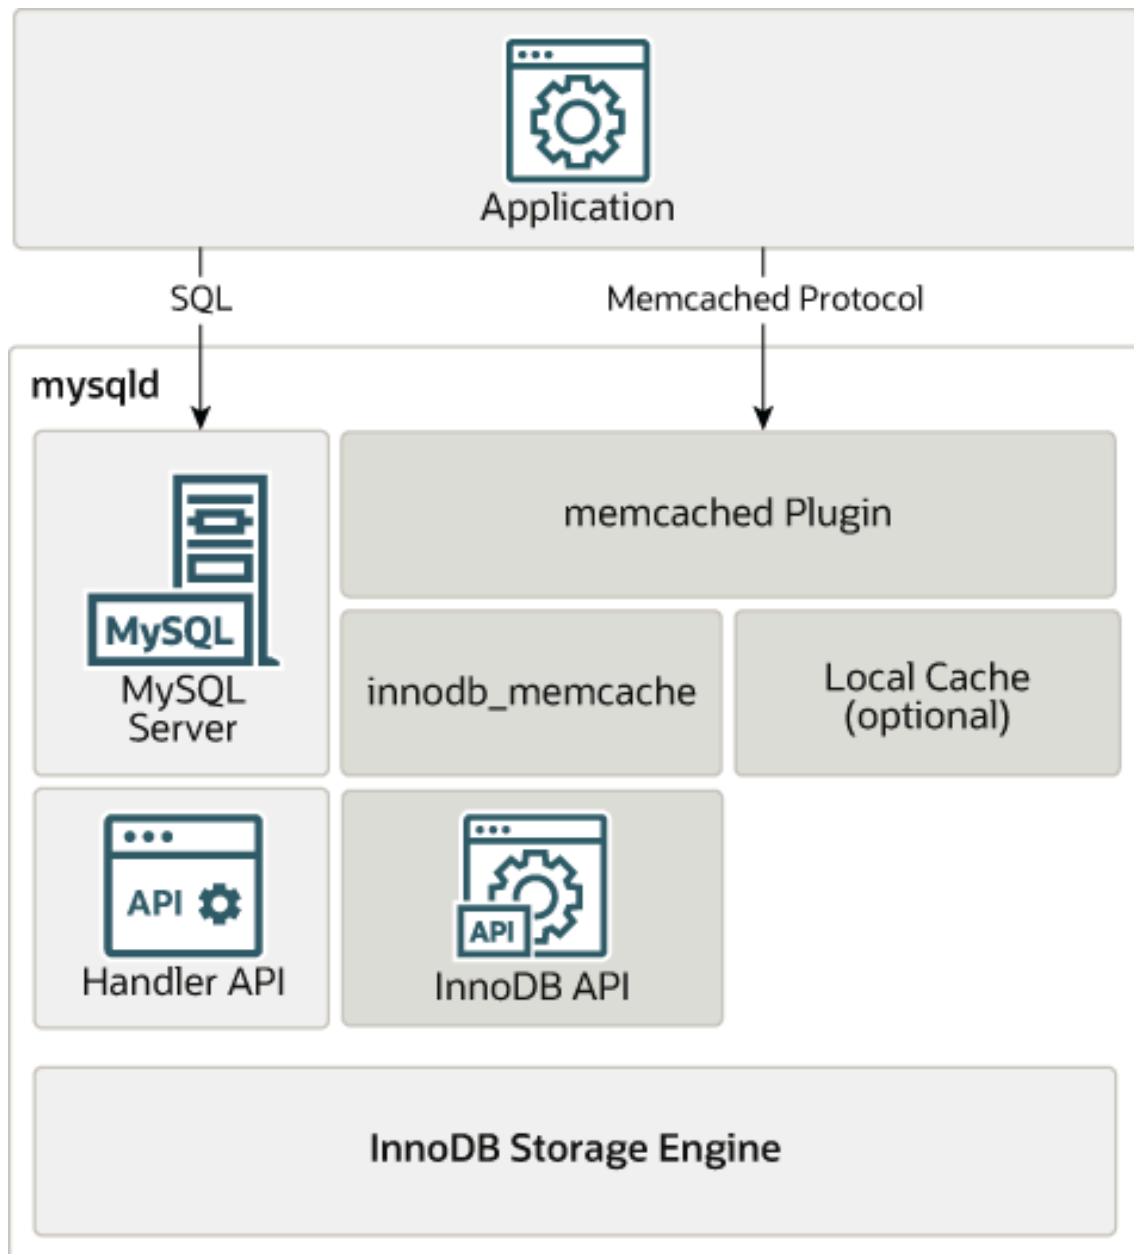 Application
SQL
Memcached Protocol
mysqld
memcached Plugin
MySQL
MySQL
Server
innodb_memcache
Local Cache
(optional)
API
Handler API
API
InnoDB API
InnoDB Storage Engine